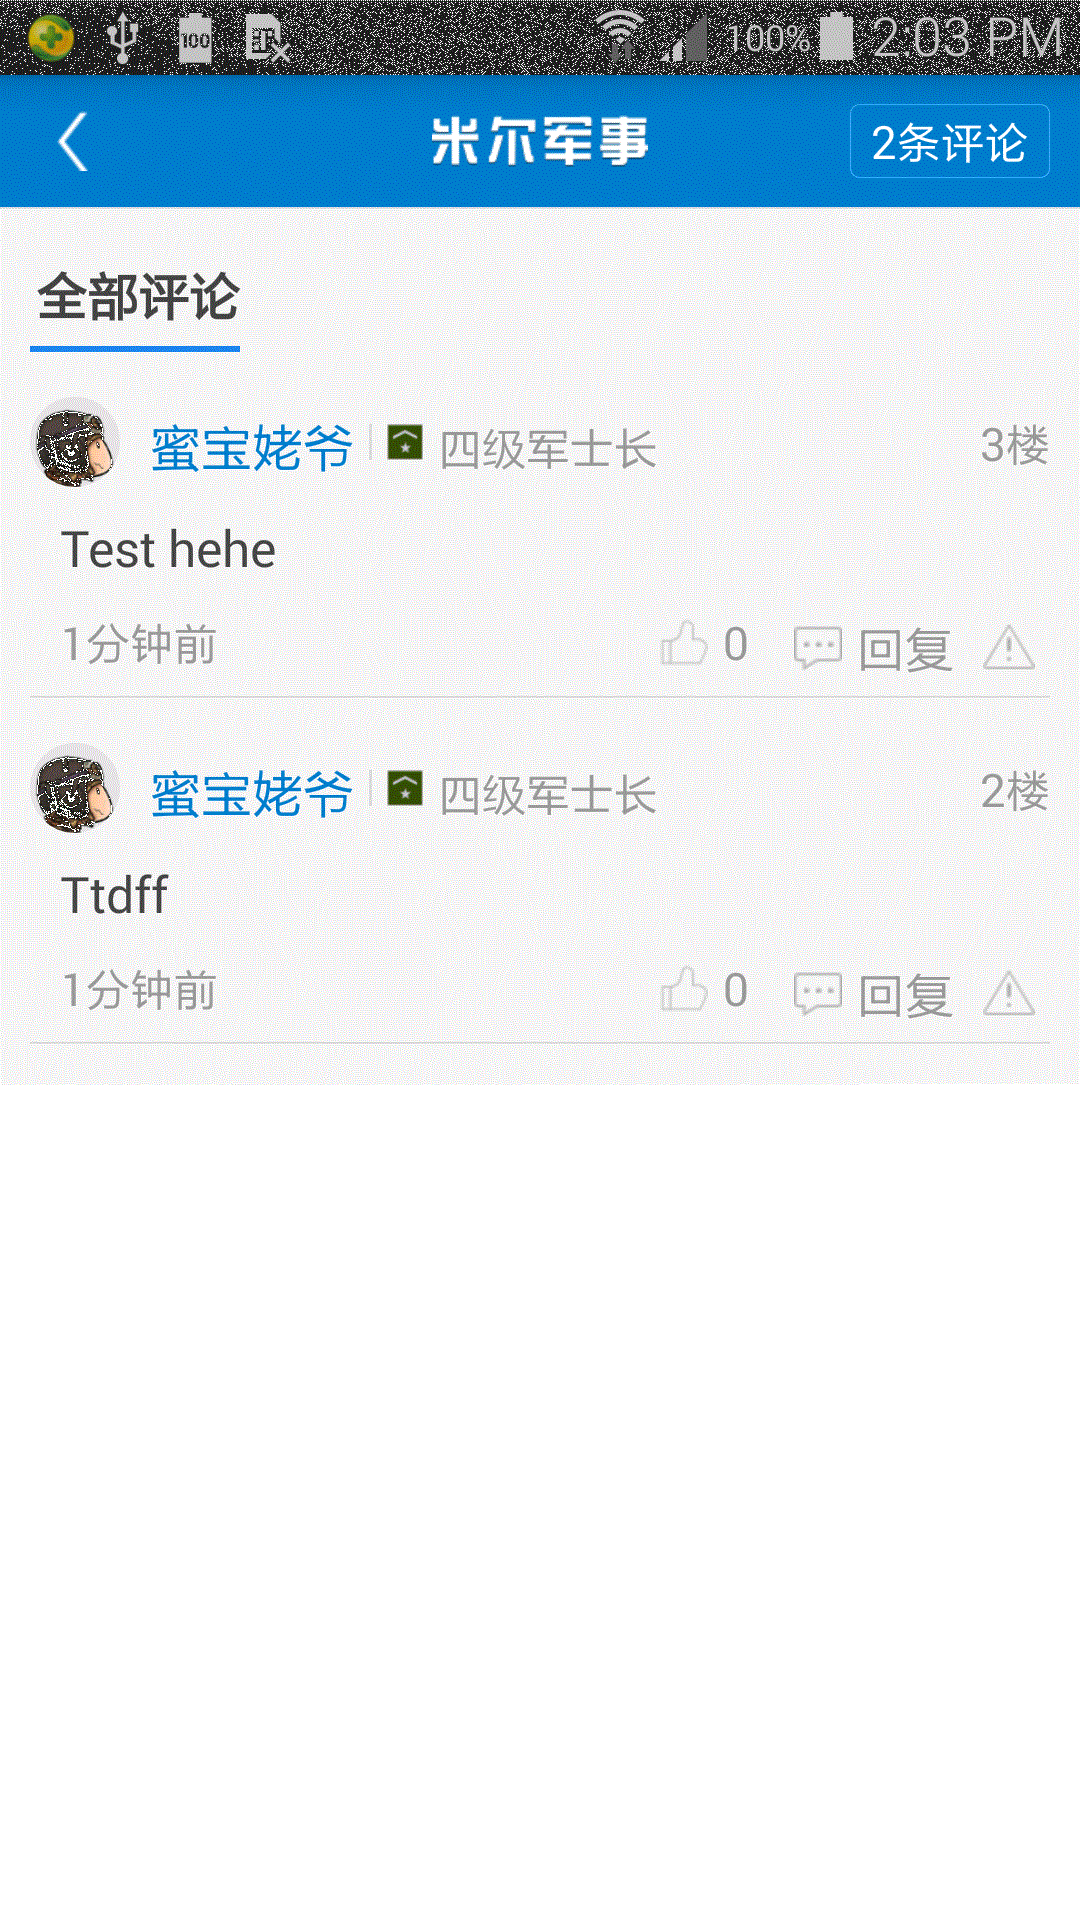 100 100% 2:03 PM
米尔军事 2条评论
全部评论
蜜宝姥爷 四级军士长 3楼
Test hehe
1分钟前 0 回复
蜜宝姥爷 四级军士长 2楼
Ttdff
1分钟前 0 回复